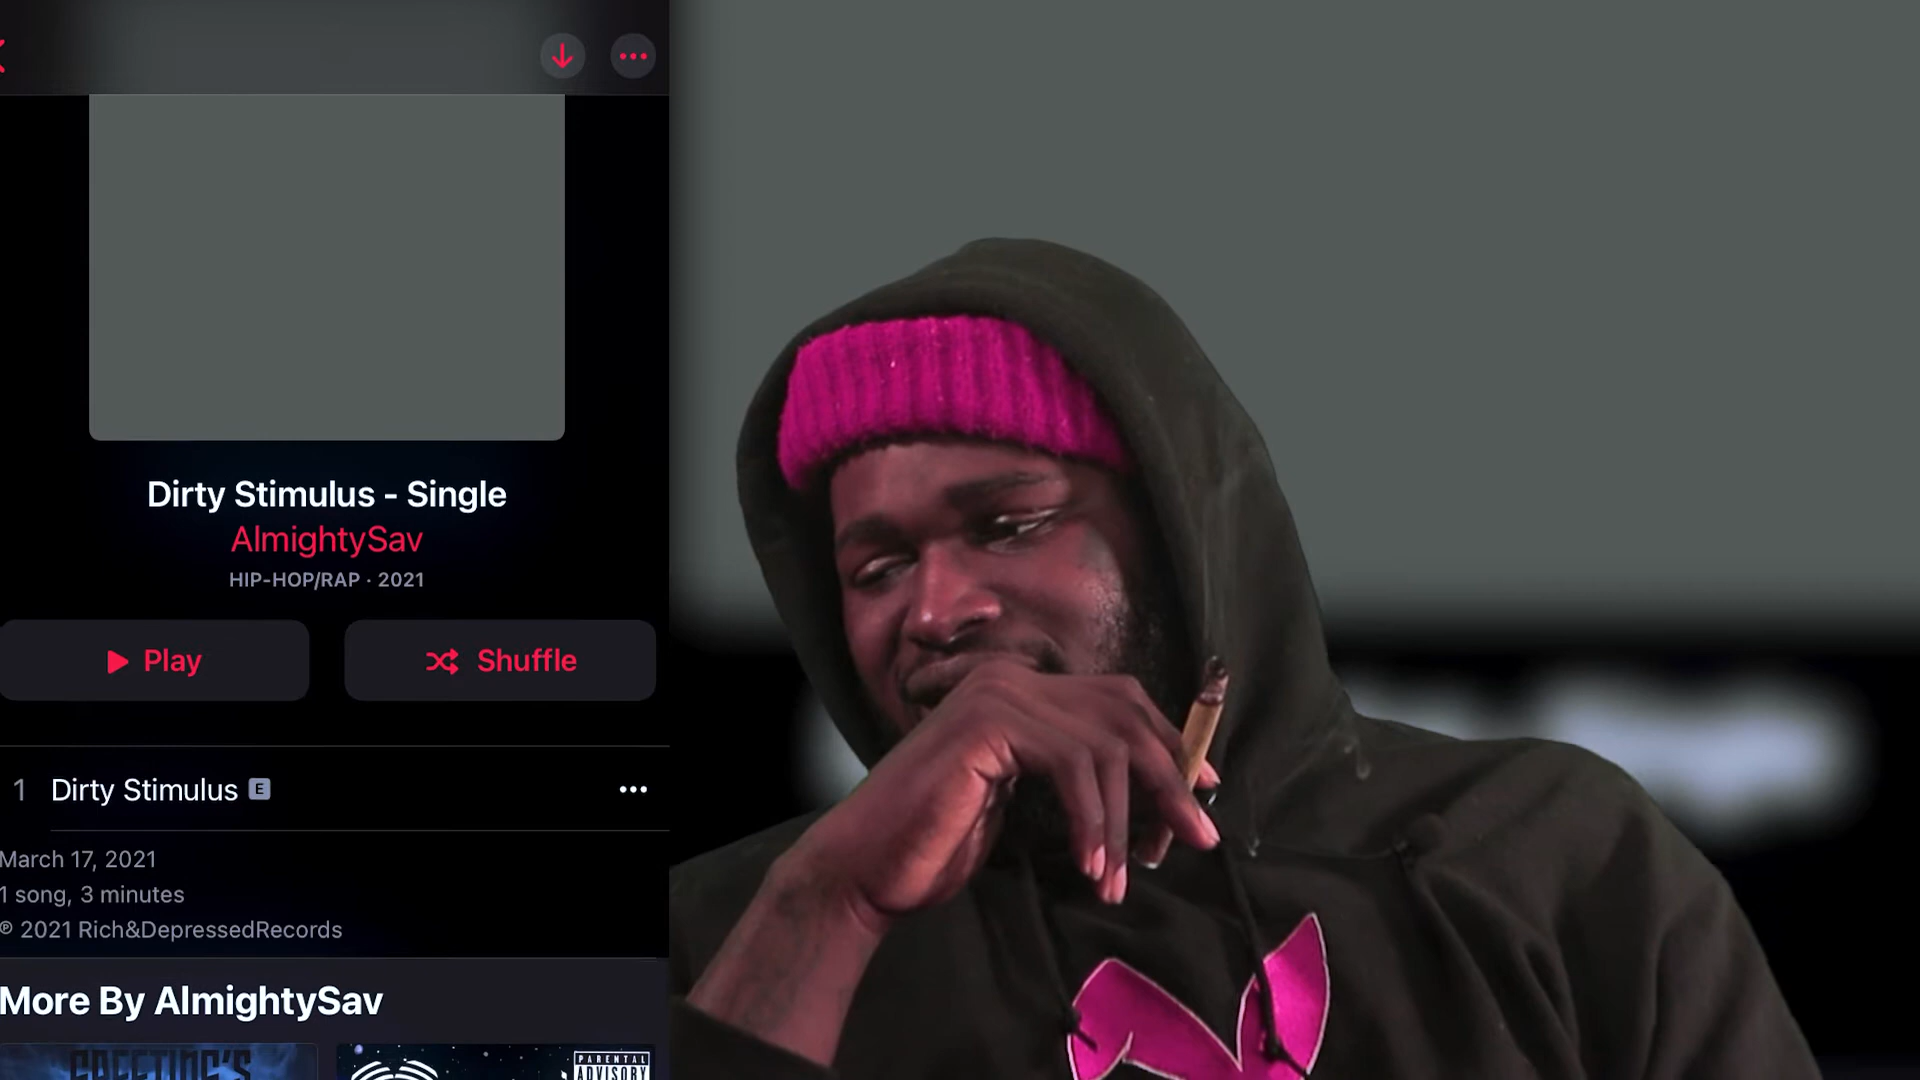 Dirty Stimulus - Single
AlmightySav
HIP-HOP/RAP · 2021
Play
Shuffle
1 Dirty Stimulus E
March 17, 2021
1 song, 3 minutes
℗ 2021 Rich&DepressedRecords
More By AlmightySav
GREETING'S
PARENTAL
ADVISORY